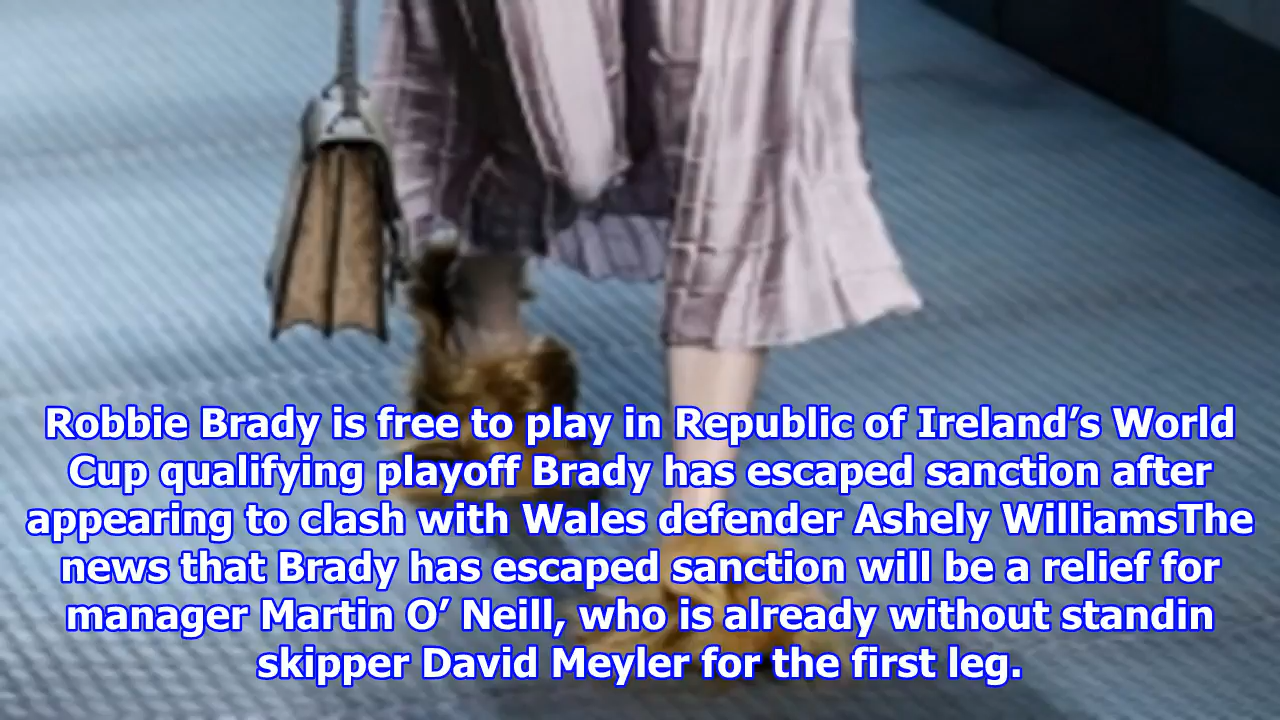 Robbie Brady is free to play in Republic of Ireland’s World
Cup qualifying playoff Brady has escaped sanction after
appearing to clash with Wales defender Ashely WilliamsThe
news that Brady has escaped sanction will be a relief for
manager Martin O’ Neill, who is already without standin
skipper David Meyler for the first leg.